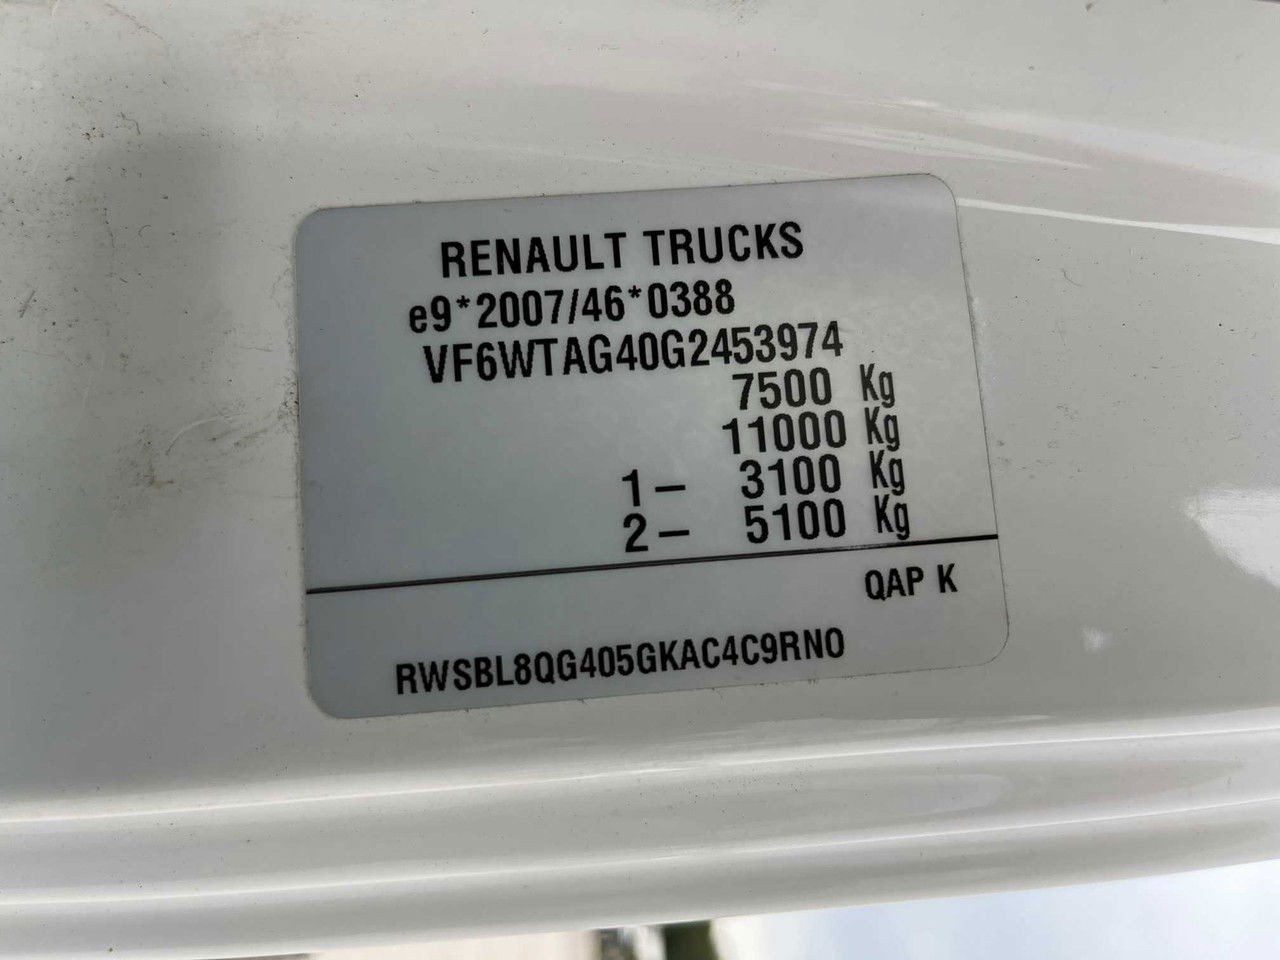 RENAULT TRUCKS
e9*2007/46*0388
VF6WTAG40G2453974
7500 Kg
11000 Kg
1- 3100 Kg
2- 5100 Kg
QAP K
RWSBL8QG405GKAC4C9RN0